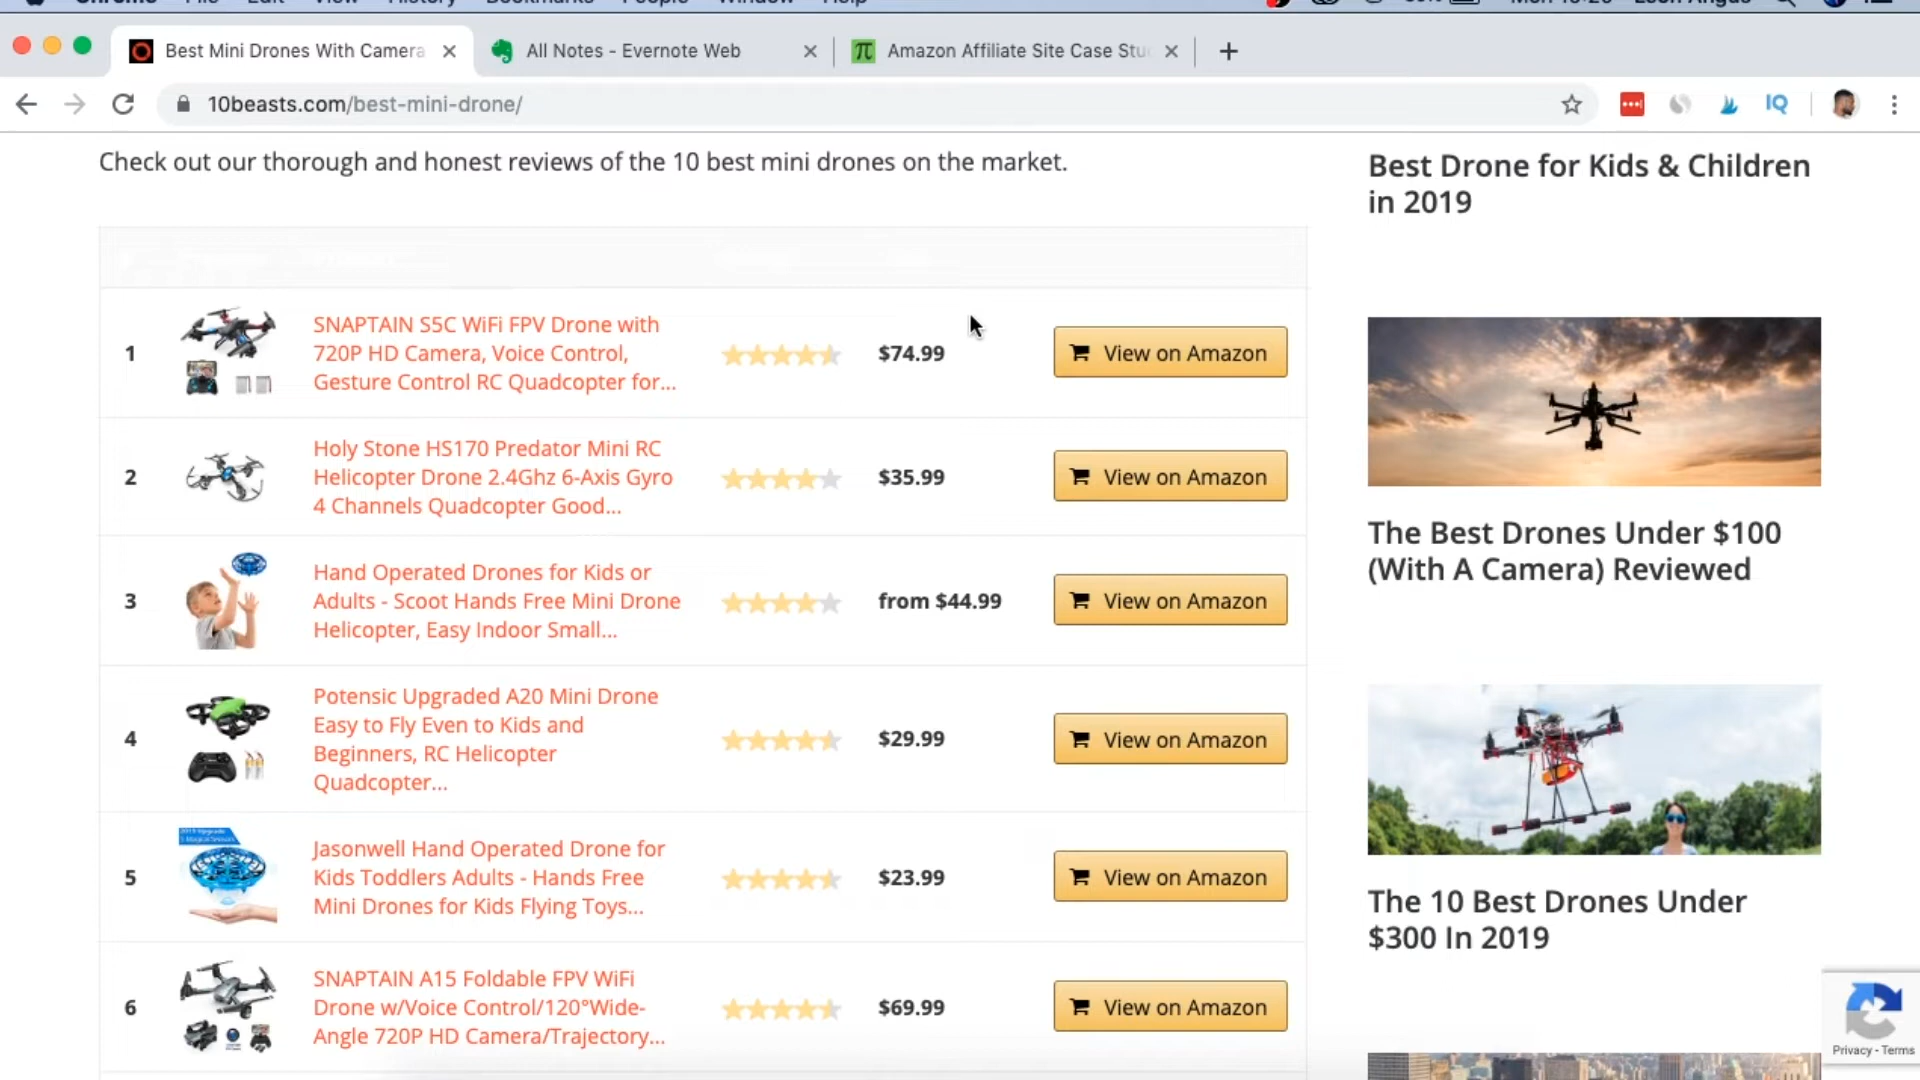 Chrome File Edit View History Bookmarks People Window Help
Best Mini Drones With Camera
All Notes - Evernote Web
Amazon Affiliate Site Case Stu
10beasts.com/best-mini-drone/
IQ
Check out our thorough and honest reviews of the 10 best mini drones on the market.
1
SNAPTAIN S5C WiFi FPV Drone with
720P HD Camera, Voice Control,
Gesture Control RC Quadcopter for...
$74.99
View on Amazon
2
Holy Stone HS170 Predator Mini RC
Helicopter Drone 2.4Ghz 6-Axis Gyro
4 Channels Quadcopter Good...
$35.99
View on Amazon
3
Hand Operated Drones for Kids or
Adults - Scoot Hands Free Mini Drone
Helicopter, Easy Indoor Small...
from $44.99
View on Amazon
4
Potensic Upgraded A20 Mini Drone
Easy to Fly Even to Kids and
Beginners, RC Helicopter
Quadcopter...
$29.99
View on Amazon
5
Jasonwell Hand Operated Drone for
Kids Toddlers Adults - Hands Free
Mini Drones for Kids Flying Toys...
$23.99
View on Amazon
6
SNAPTAIN A15 Foldable FPV WiFi
Drone w/Voice Control/120°Wide-
Angle 720P HD Camera/Trajectory...
$69.99
View on Amazon
Best Drone for Kids & Children
in 2019
The Best Drones Under $100
(With A Camera) Reviewed
The 10 Best Drones Under
$300 In 2019
Privacy - Terms